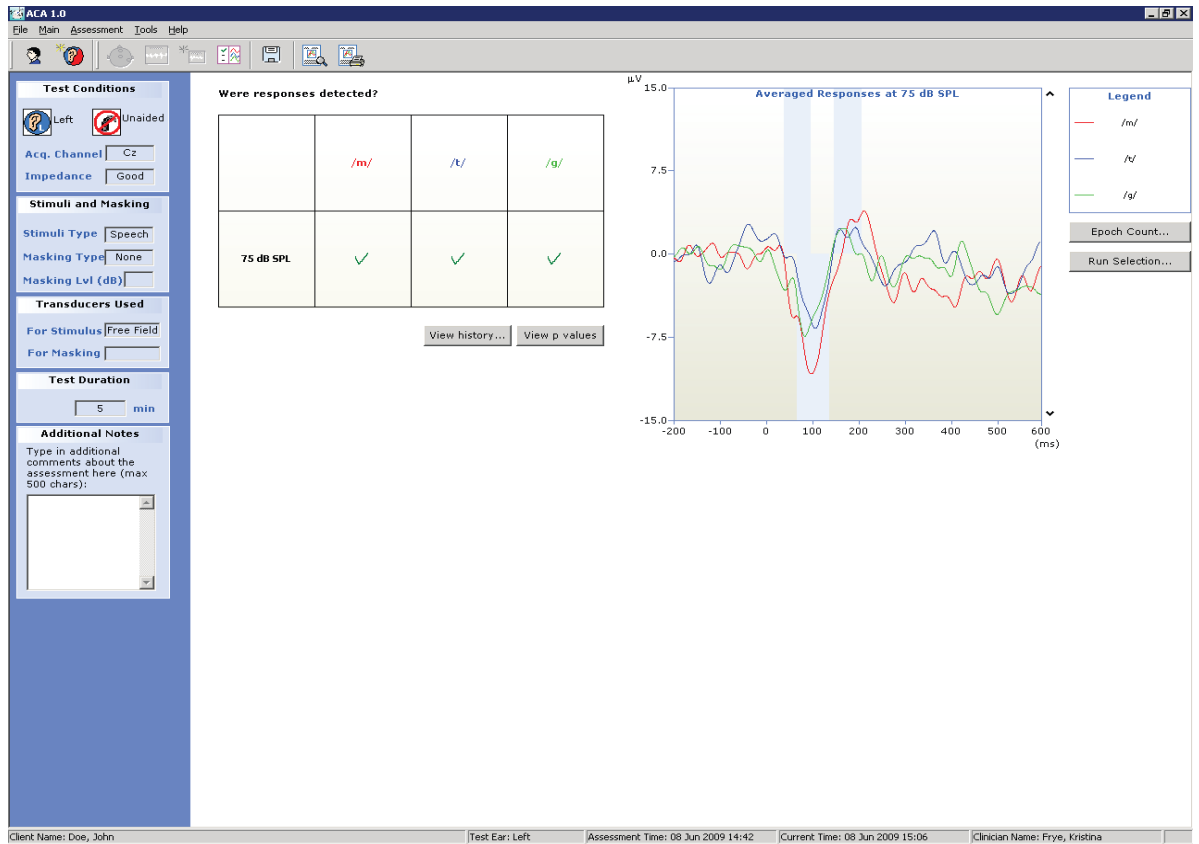 ACA 1.0
File Main Assessment Tools Help
Test Conditions
Left Unaided
Acq. Channel Cz
Impedance Good
Stimuli and Masking
Stimuli Type Speech
Masking Type None
Masking Lvl (dB)
Transducers Used
For Stimulus Free Field
For Masking
Test Duration
5 min
Additional Notes
Type in additional
comments about the
assessment here (max
500 chars):
Were responses detected?
/m/ /t/ /g/
75 dB SPL
View history... View p values
µV
Averaged Responses at 75 dB SPL
15.0
7.5
0.0
-7.5
-15.0
-200 -100 0 100 200 300 400 500 600
(ms)
Legend
/m/
/t/
/g/
Epoch Count...
Run Selection...
Client Name: Doe, John Test Ear: Left Assessment Time: 08 Jun 2009 14:42 Current Time: 08 Jun 2009 15:06 Clinician Name: Frye, Kristina